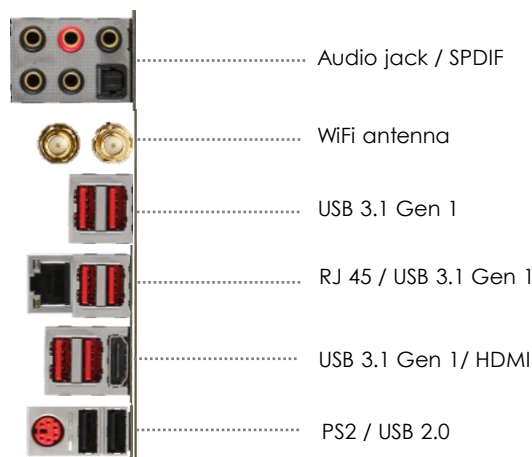 Audio jack / SPDIF
WiFi antenna
USB 3.1 Gen 1
RJ 45 / USB 3.1 Gen 1
USB 3.1 Gen 1/ HDMI
PS2 / USB 2.0